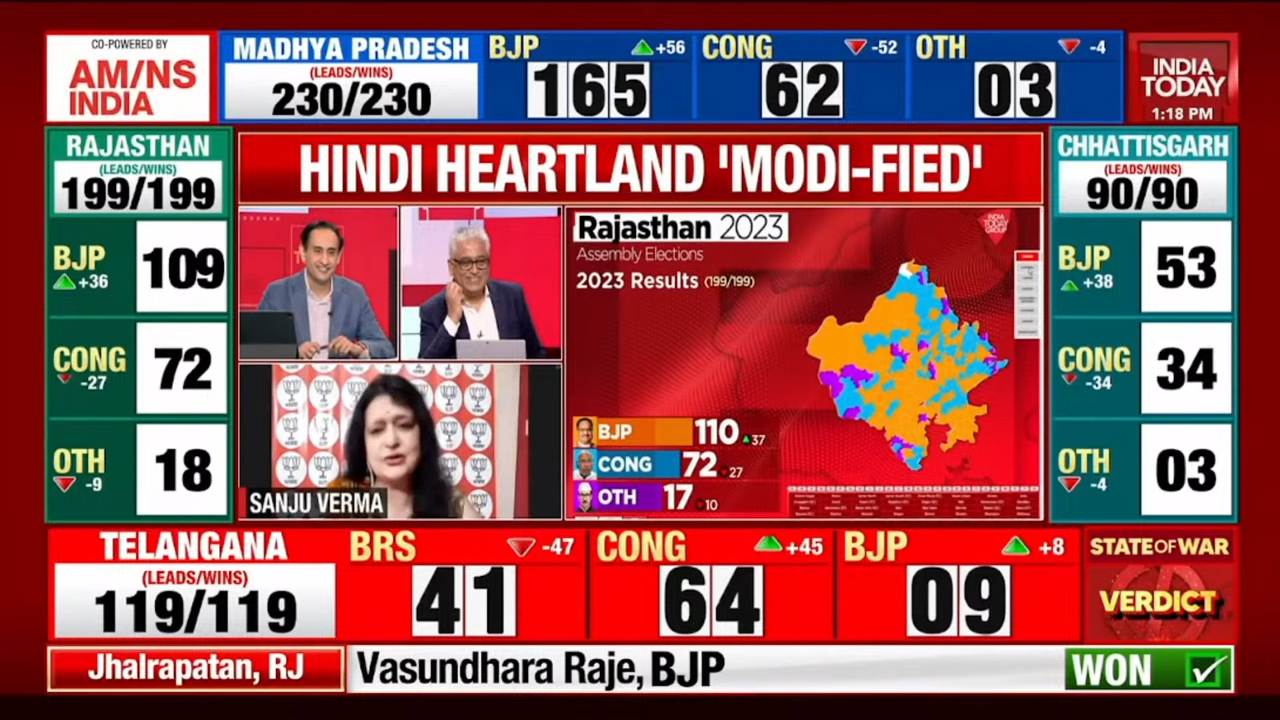 CO-POWERED BY
AM/NS
INDIA
MADHYA PRADESH
(LEADS/WINS)
230/230
BJP
+56
165
CONG
-52
62
OTH
-4
03
INDIA
TODAY
1:18 PM
RAJASTHAN
(LEADS/WINS)
199/199
BJP
+36
109
CONG
-27
72
OTH
-9
18
HINDI HEARTLAND 'MODI-FIED'
SANJU VERMA
Rajasthan 2023
Assembly Elections
2023 Results (199/199)
INDIA
TODAY
GROUP
BJP 110 37
CONG 72 27
OTH 17 10
CHHATTISGARH
(LEADS/WINS)
90/90
BJP
+38
53
CONG
-34
34
OTH
-4
03
TELANGANA
(LEADS/WINS)
119/119
BRS
-47
41
CONG
+45
64
BJP
+8
09
STATE OF WAR
VERDICT
Jhalrapatan, RJ
Vasundhara Raje, BJP
WON